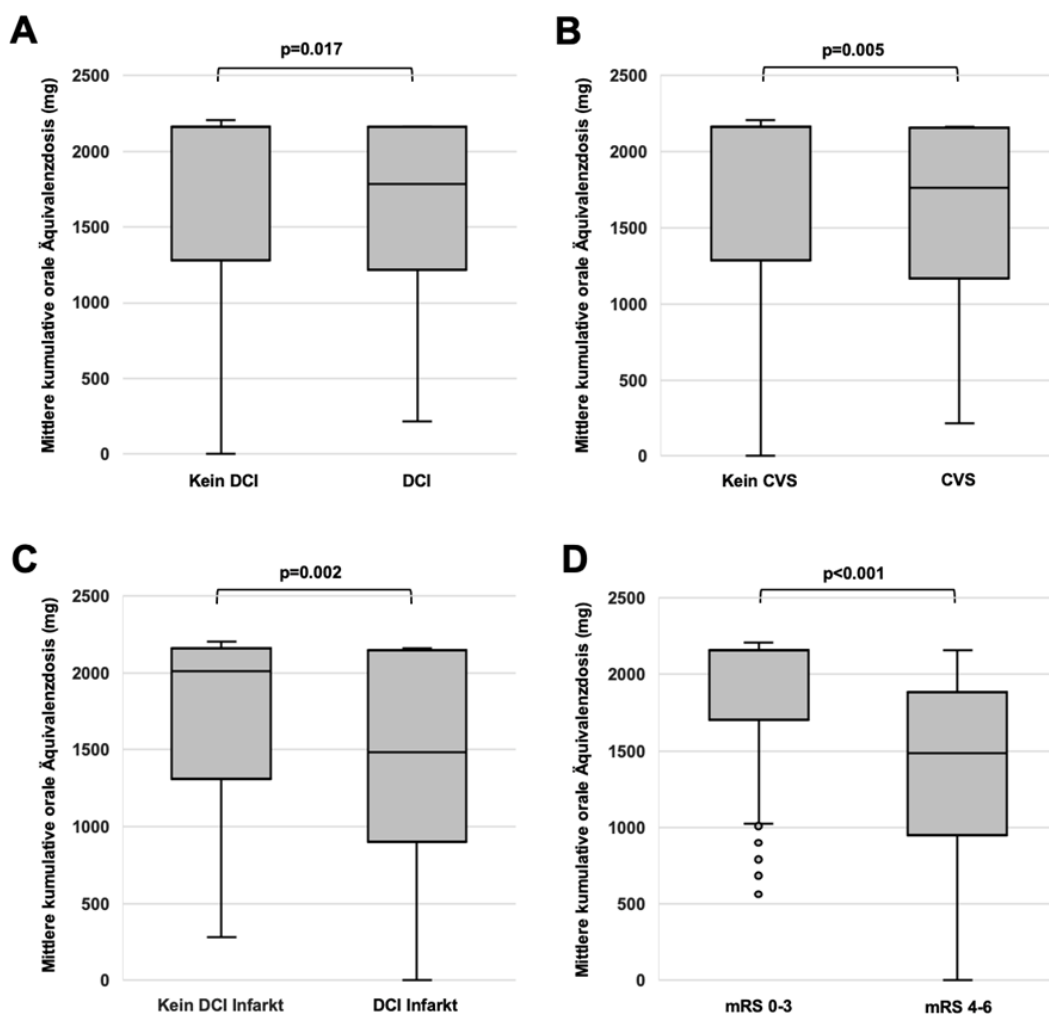 A
p=0.017
Mittlere kumulative orale Äquivalenzdosis (mg)
2500
2000
1500
1000
500
0
Kein DCI
DCI
B
p=0.005
Mittlere kumulative orale Äquivalenzdosis (mg)
2500
2000
1500
1000
500
0
Kein CVS
CVS
C
p=0.002
Mittlere kumulative orale Äquivalenzdosis (mg)
2500
2000
1500
1000
500
0
Kein DCI Infarkt
DCI Infarkt
D
p<0.001
Mittlere kumulative orale Äquivalenzdosis (mg)
2500
2000
1500
1000
500
0
mRS 0-3
mRS 4-6